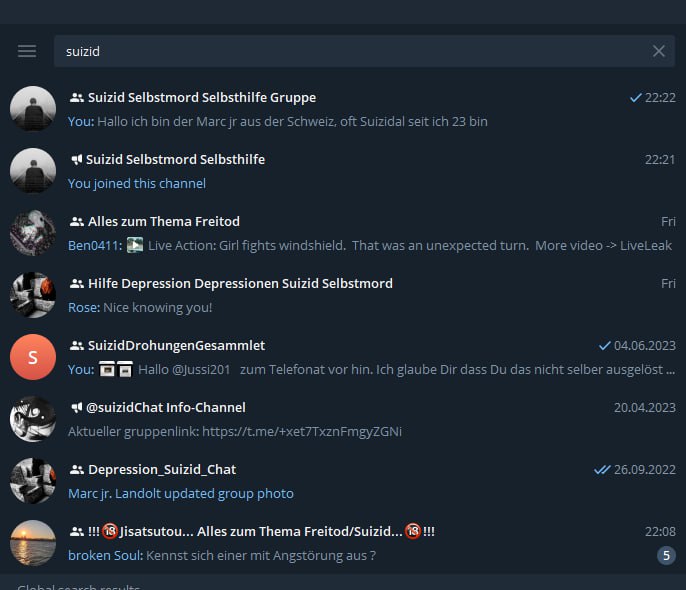 suizid
Suizid Selbstmord Selbsthilfe Gruppe 22:22
You: Hallo ich bin der Marc jr aus der Schweiz, oft Suizidal seit ich 23 bin
Suizid Selbstmord Selbsthilfe 22:21
You joined this channel
Alles zum Thema Freitod Fri
Ben0411: Live Action: Girl fights windshield. That was an unexpected turn. More video -> LiveLeak
Hilfe Depression Depressionen Suizid Selbstmord Fri
Rose: Nice knowing you!
S
SuizidDrohungenGesammlet 04.06.2023
You: Hallo @Jussi201 zum Telefonat vor hin. Ich glaube Dir dass Du das nicht selber ausgelöst ...
@suizidChat Info-Channel 20.04.2023
Aktueller gruppenlink: https://t.me/+xet7TxznFmgyZGNi
Depression_Suizid_Chat 26.09.2022
Marc jr. Landolt updated group photo
!!!🔞Jisatsutou... Alles zum Thema Freitod/Suizid...🔞!!! 22:08
broken Soul: Kennst sich einer mit Angstörung aus ? 5
Global search results